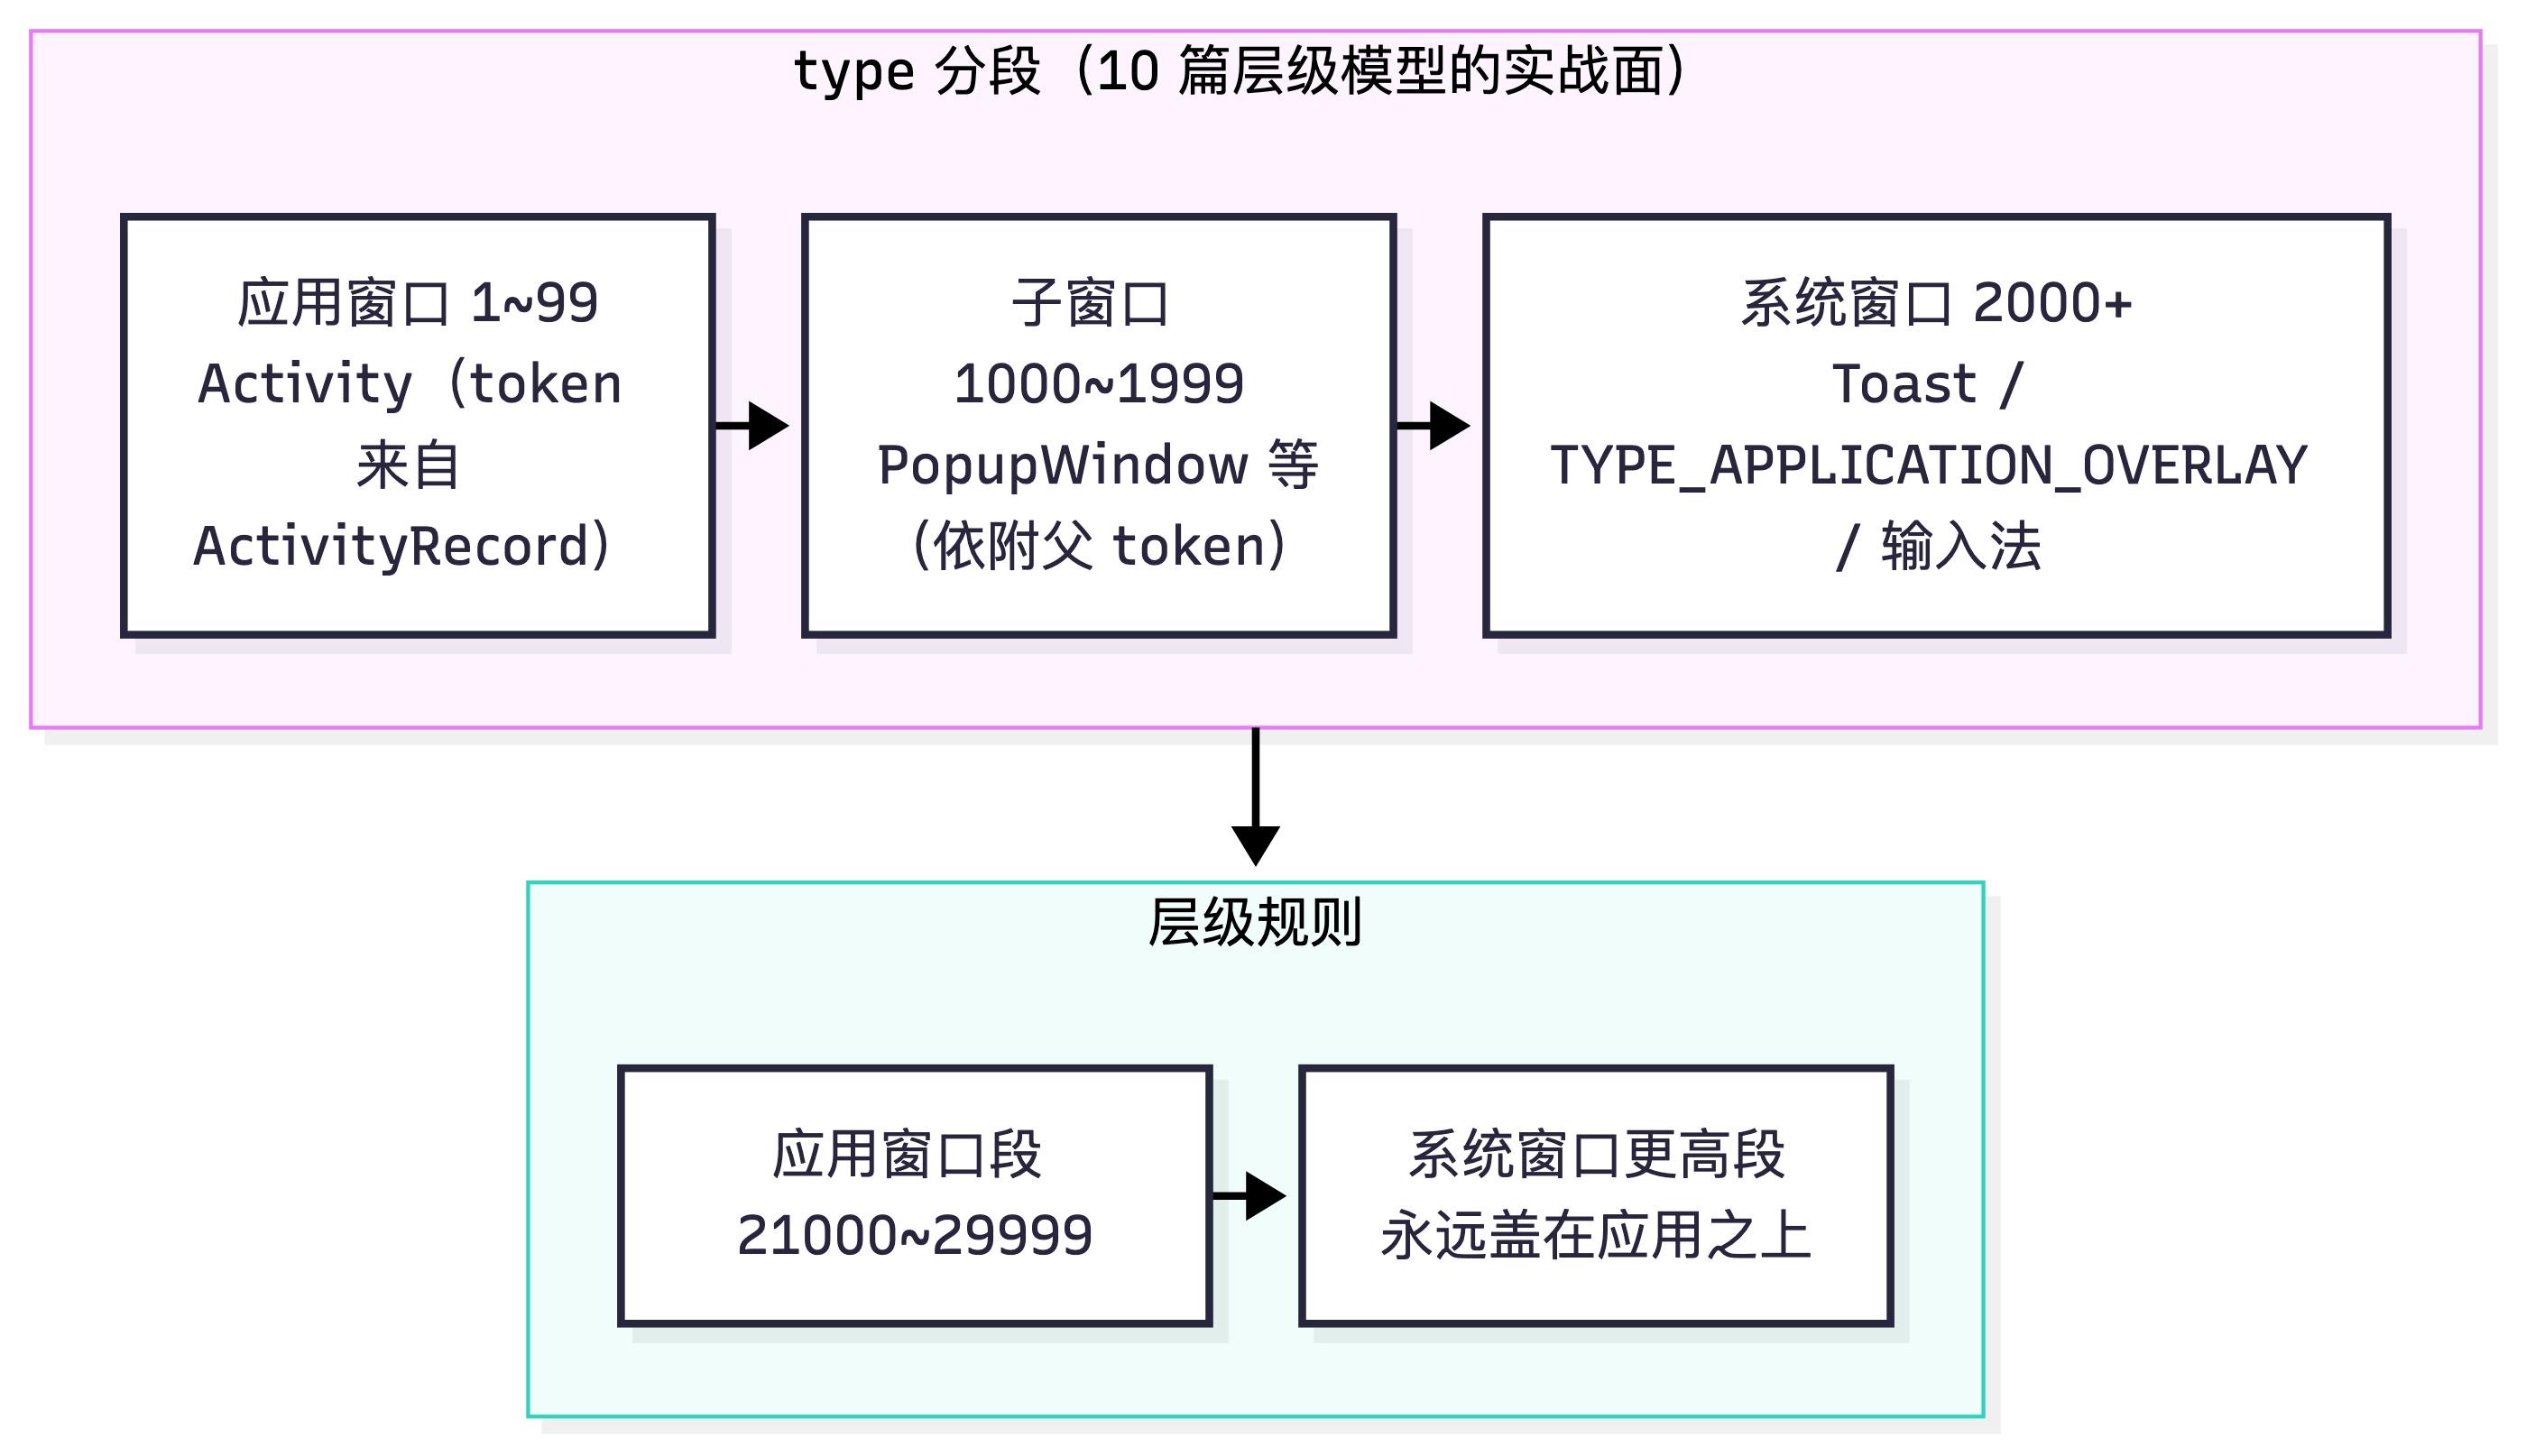 type 分段（10 篇层级模型的实战面）
应用窗口 1~99
Activity（token
来自
ActivityRecord）
子窗口
1000~1999
PopupWindow 等
（依附父 token）
系统窗口 2000+
Toast /
TYPE_APPLICATION_OVERLAY
/ 输入法
层级规则
应用窗口段
21000~29999
系统窗口更高段
永远盖在应用之上